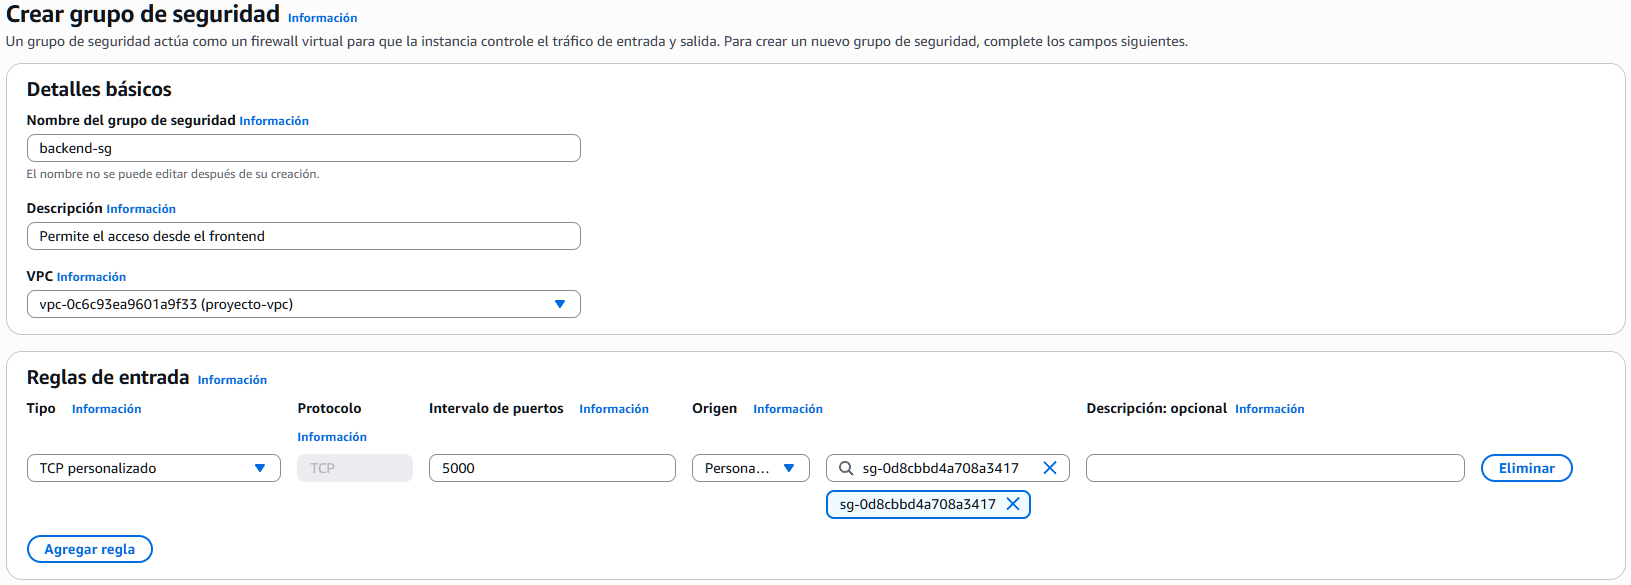 Crear grupo de seguridad Información
Un grupo de seguridad actúa como un firewall virtual para que la instancia controle el tráfico de entrada y salida. Para crear un nuevo grupo de seguridad, complete los campos siguientes.
Detalles básicos
Nombre del grupo de seguridad Información
backend-sg
El nombre no se puede editar después de su creación.
Descripción Información
Permite el acceso desde el frontend
VPC Información
vpc-0c6c93ea9601a9f33 (proyecto-vpc)
Reglas de entrada Información
Tipo Información Protocolo Intervalo de puertos Información Origen Información Descripción: opcional Información
Información
TCP personalizado TCP 5000 Persona... sg-0d8cbbd4a708a3417 Eliminar
sg-0d8cbbd4a708a3417
Agregar regla